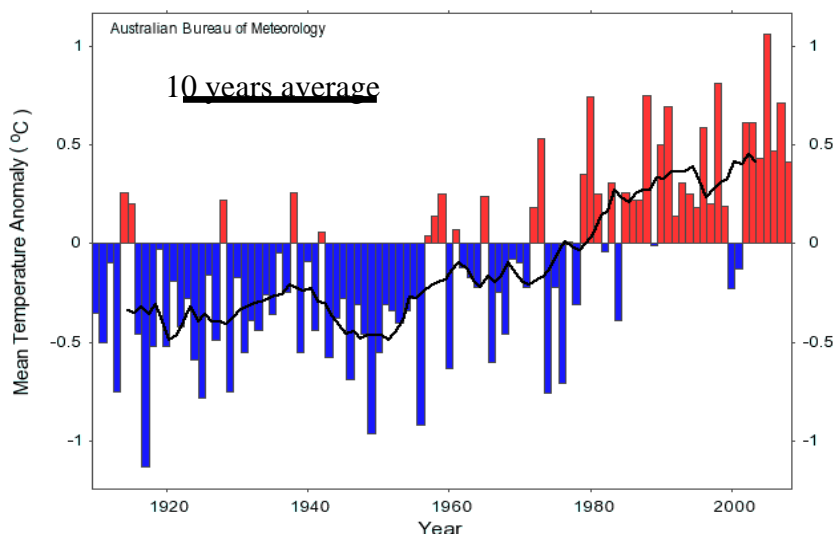 Australian Bureau of Meteorology
10 years average
1 1
0.5 0.5
0 0
-0.5 -0.5
-1 -1
Mean Temperature Anomaly ( ºC )
1920 1940 1960 1980 2000
Year